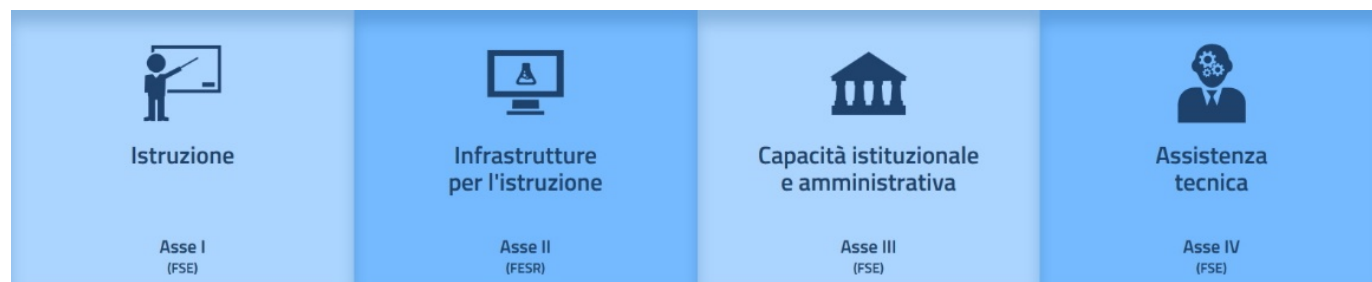 Istruzione
Asse I
(FSE)
Infrastrutture
per l'istruzione
Asse II
(FESR)
Capacità istituzionale
e amministrativa
Asse III
(FSE)
Assistenza
tecnica
Asse IV
(FSE)